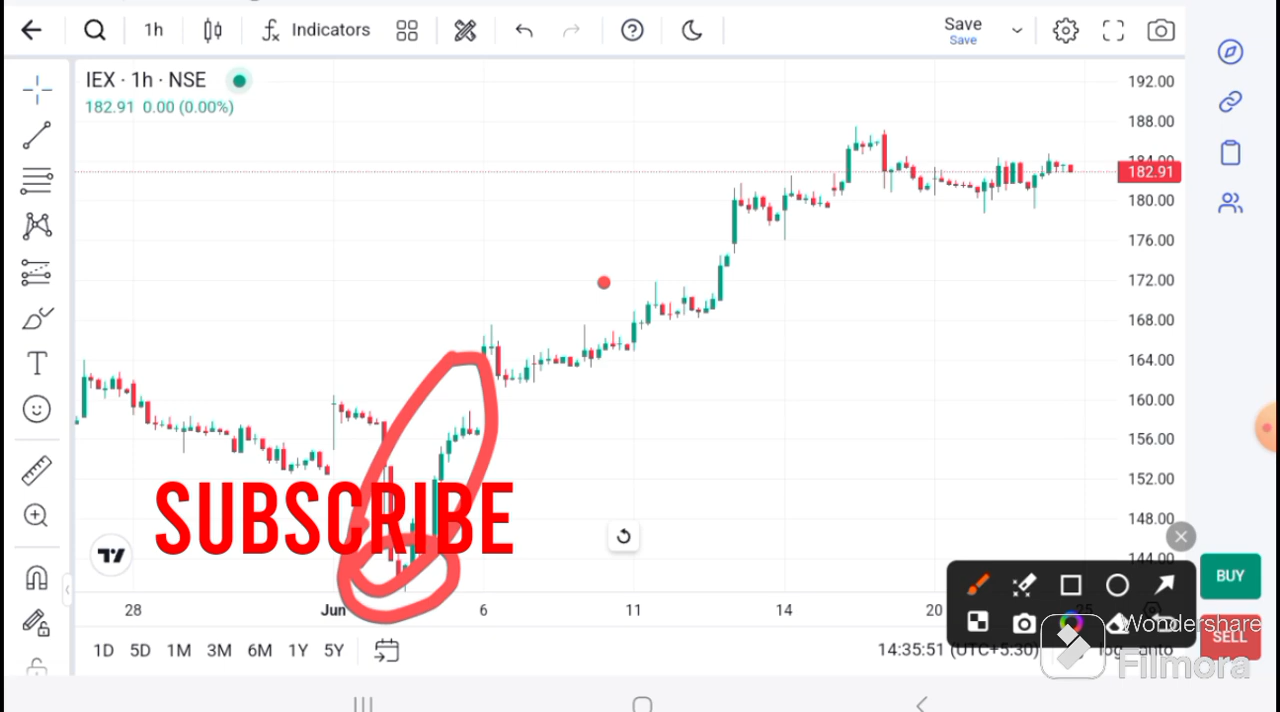 1h
Indicators
Save
Save
IEX · 1h · NSE
182.91 0.00 (0.00%)
192.00
188.00
184.00
182.91
180.00
176.00
172.00
168.00
164.00
160.00
156.00
152.00
148.00
144.00
SUBSCRIBE
BUY
SELL
28 Jun 6 11 14 20 25
1D 5D 1M 3M 6M 1Y 5Y
14:35:51 (UTC+5:30)
log auto
Wondershare
Filmora